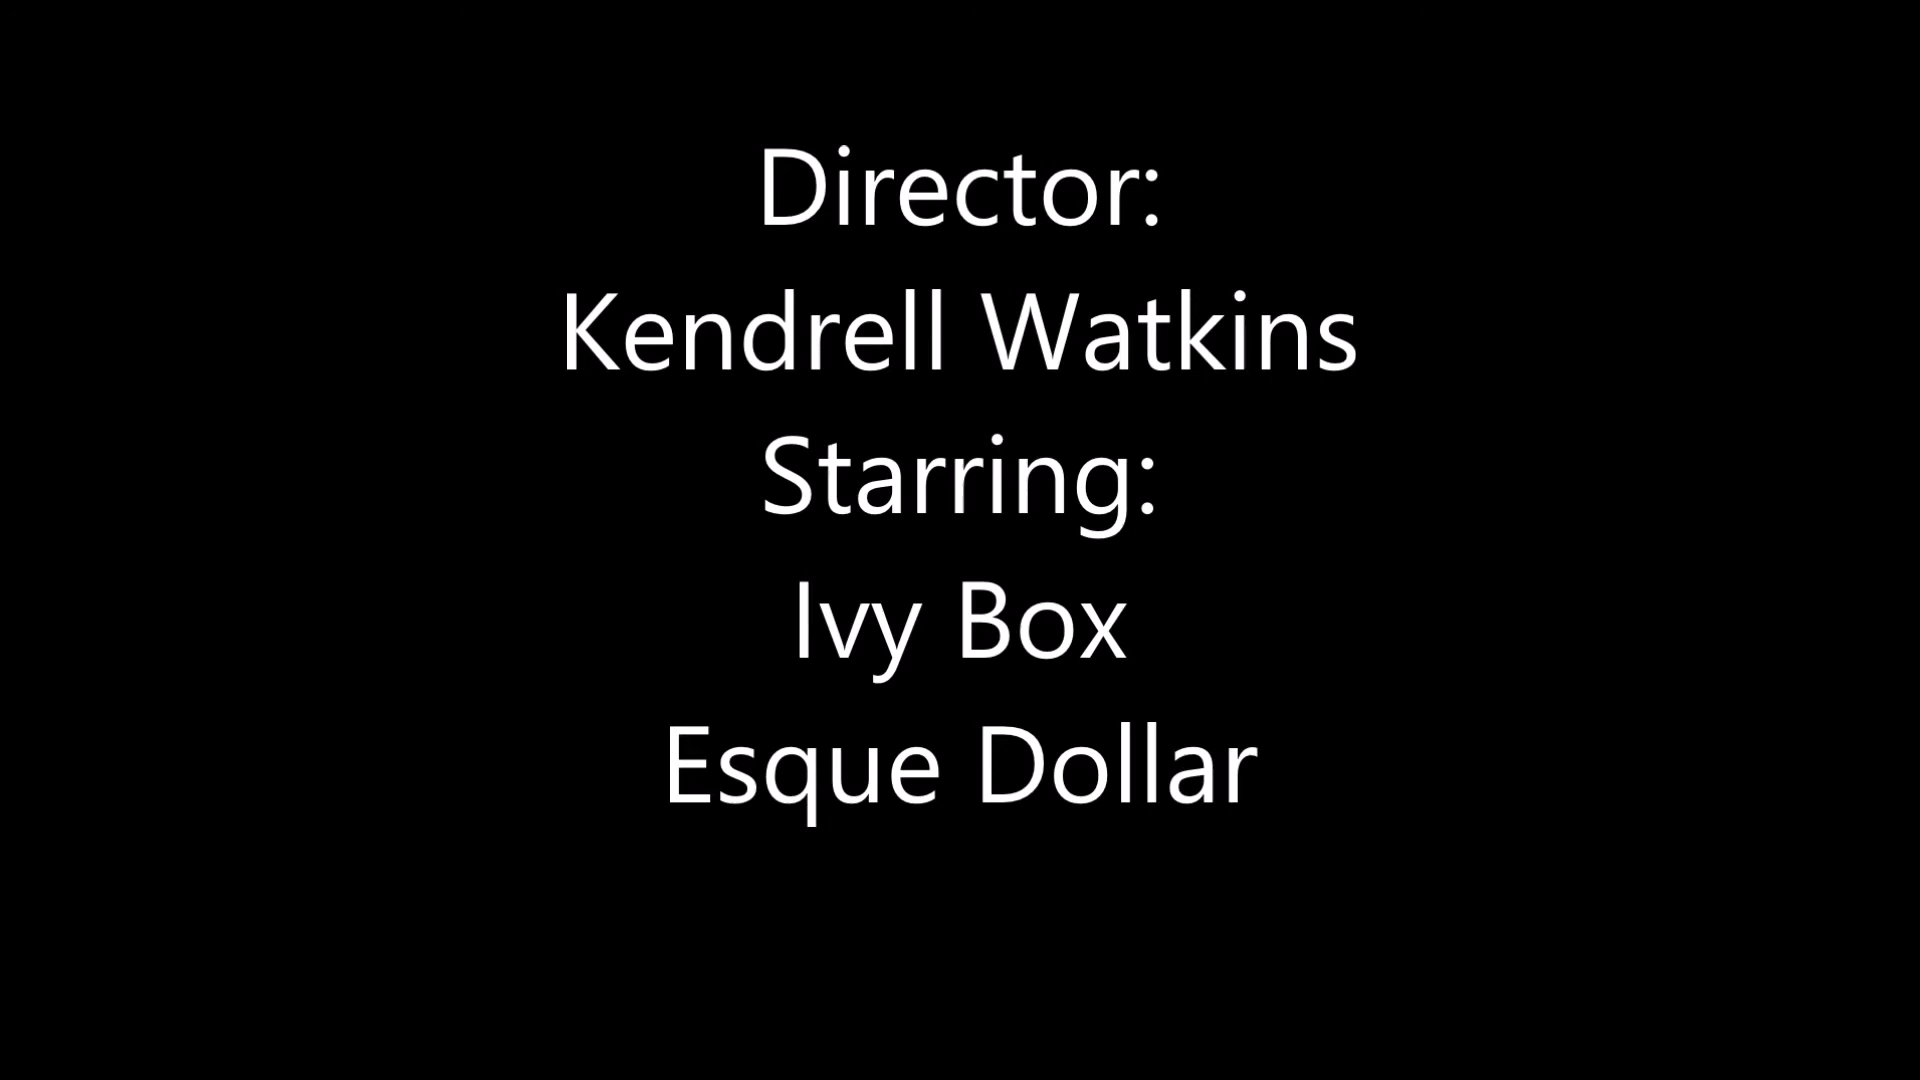 Director:
Kendrell Watkins
Starring:
Ivy Box
Esque Dollar